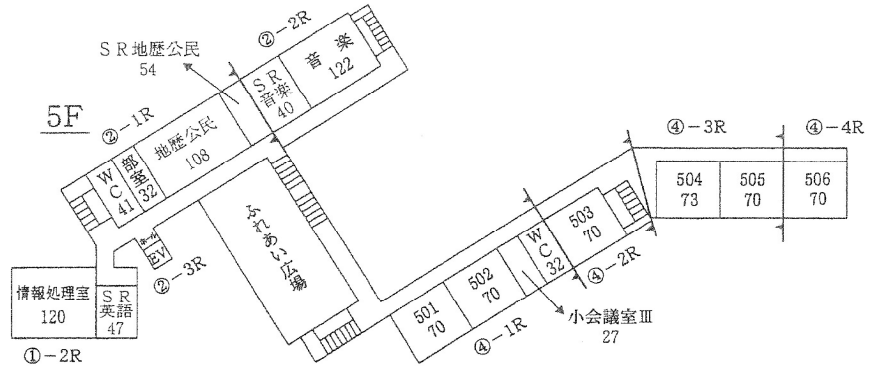 5F
ＳＲ地歴公民
54
②－2R
音楽
122
ＳＲ
音楽
40
②－1R
地歴公民
108
部室
32
ＷＣ
41
ホール
EV
②－3R
ふれあい広場
情報処理室
120
ＳＲ
英語
47
①－2R
501
70
502
70
ＷＣ
32
503
70
④－1R
④－2R
小会議室Ⅲ
27
④－3R
④－4R
504
73
505
70
506
70